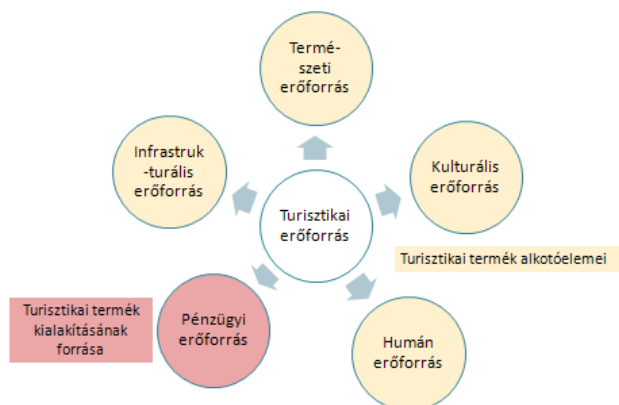 Termé-
szeti
erőforrás
Infrastruk
-turális
erőforrás
Kulturális
erőforrás
Turisztikai
erőforrás
Turisztikai termék alkotóelemei
Turisztikai termék
kialakításának
forrása
Pénzügyi
erőforrás
Humán
erőforrás